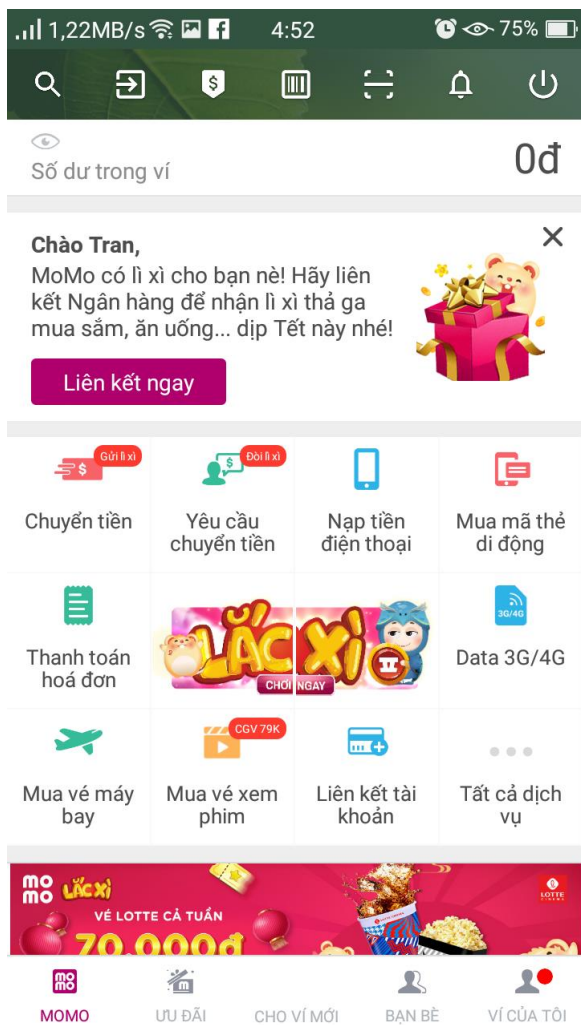 1,22MB/s 4:52 75%
Số dư trong ví
0đ
Chào Tran,
MoMo có lì xì cho bạn nè! Hãy liên
kết Ngân hàng để nhận lì xì thả ga
mua sắm, ăn uống... dịp Tết này nhé!
Liên kết ngay
Gửi lì xì
Đòi lì xì
Chuyển tiền
Yêu cầu
chuyển tiền
Nạp tiền
điện thoại
Mua mã thẻ
di động
3G/4G
Thanh toán
hoá đơn
LẮC XÌ
CHƠI NGAY
Data 3G/4G
CGV 79K
Mua vé máy
bay
Mua vé xem
phim
Liên kết tài
khoản
Tất cả dịch
vụ
mo
mo
LẮC XÌ
LOTTE
CINEMA
VÉ LOTTE CẢ TUẦN
70.000đ
MOMO
ƯU ĐÃI
CHO VÍ MỚI
BẠN BÈ
VÍ CỦA TÔI